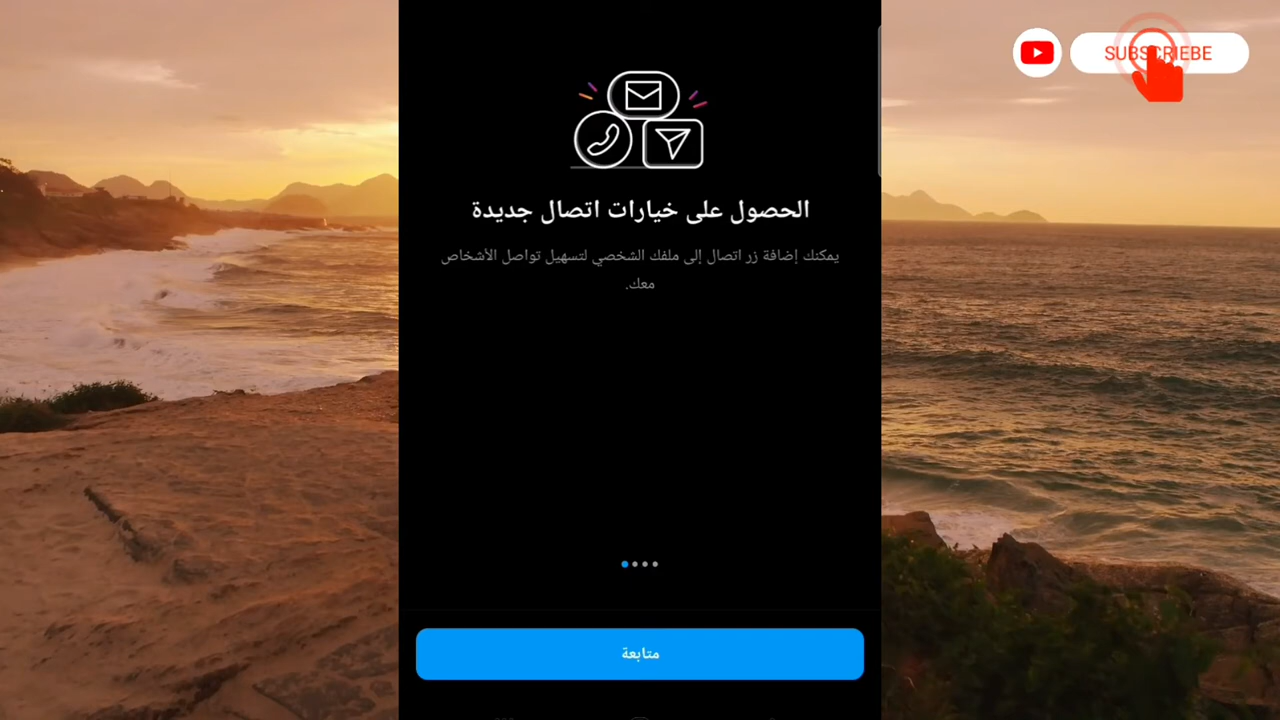 SUBSCRIEBE
الحصول على خيارات اتصال جديدة
يمكنك إضافة زر اتصال إلى ملفك الشخصي لتسهيل تواصل الأشخاص
معك.
متابعة